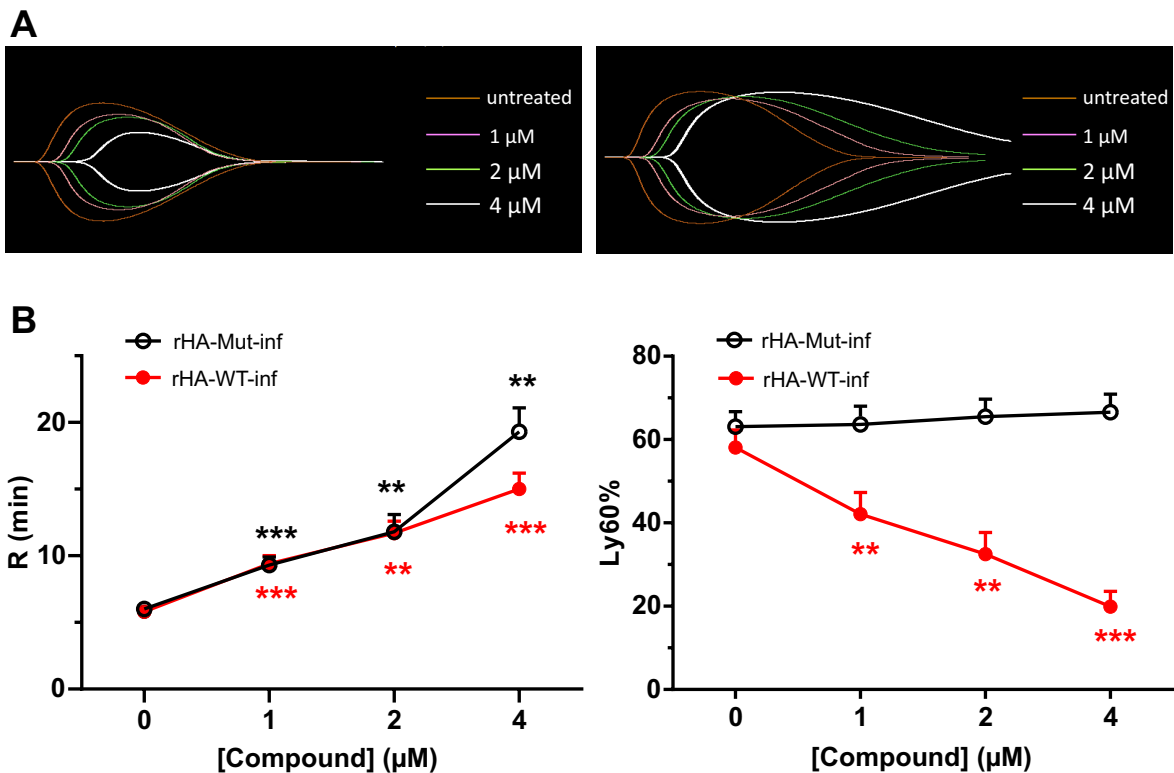 A
untreated
1 µM
2 µM
4 µM
untreated
1 µM
2 µM
4 µM
B
rHA-Mut-inf
rHA-WT-inf
R (min)
20
10
0
**
**
***
***
**
***
0 1 2 4
[Compound] (µM)
rHA-Mut-inf
rHA-WT-inf
Ly60%
80
60
40
20
0
**
**
***
0 1 2 4
[Compound] (µM)